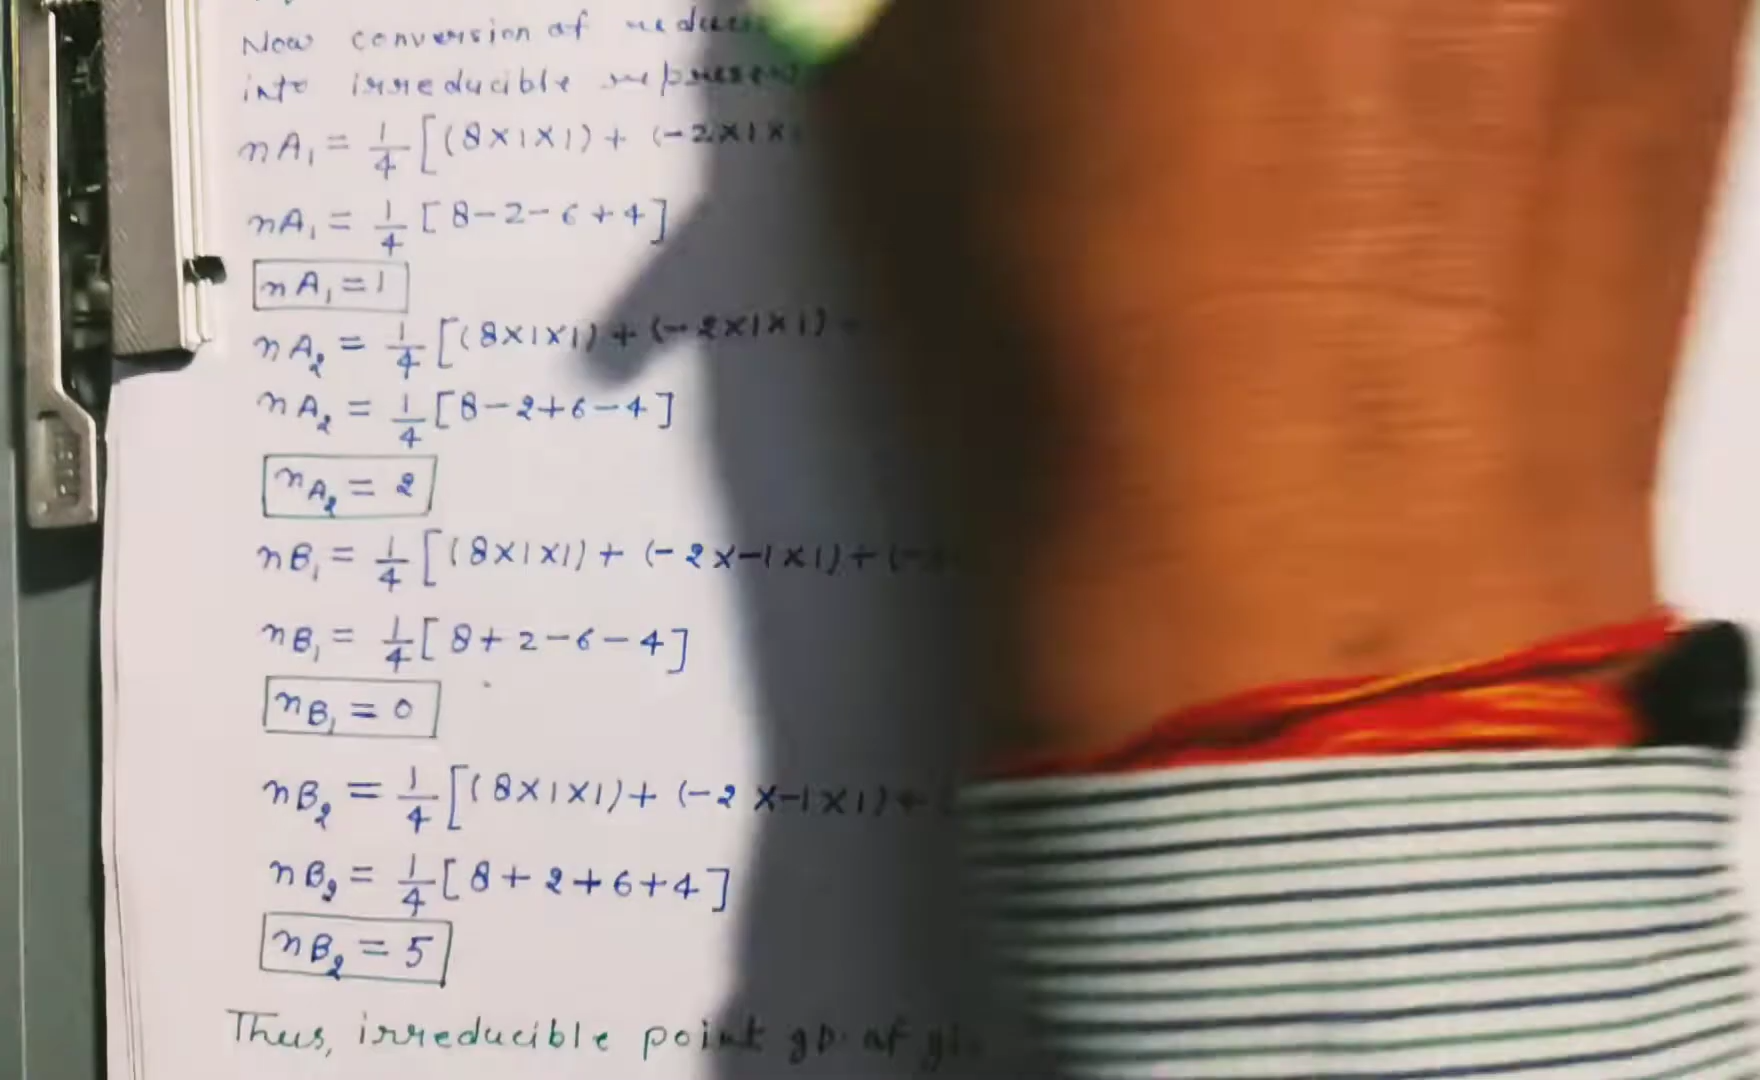 Now conversion of
into irreducible
nA₁ = 1/4 [(8×1×1) + (-2×1×
nA₁ = 1/4 [8-2-6+4]
nA₁ = 1
nA₂ = 1/4 [(8×1×1) + (-2×1×1)
nA₂ = 1/4 [8-2+6-4]
nA₂ = 2
nB₁ = 1/4 [(8×1×1) + (-2×-1×1) + (-
nB₁ = 1/4 [8+2-6-4]
nB₁ = 0
nB₂ = 1/4 [(8×1×1) + (-2×-1×1) +
nB₂ = 1/4 [8+2+6+4]
nB₂ = 5
Thus, irreducible point gp. of